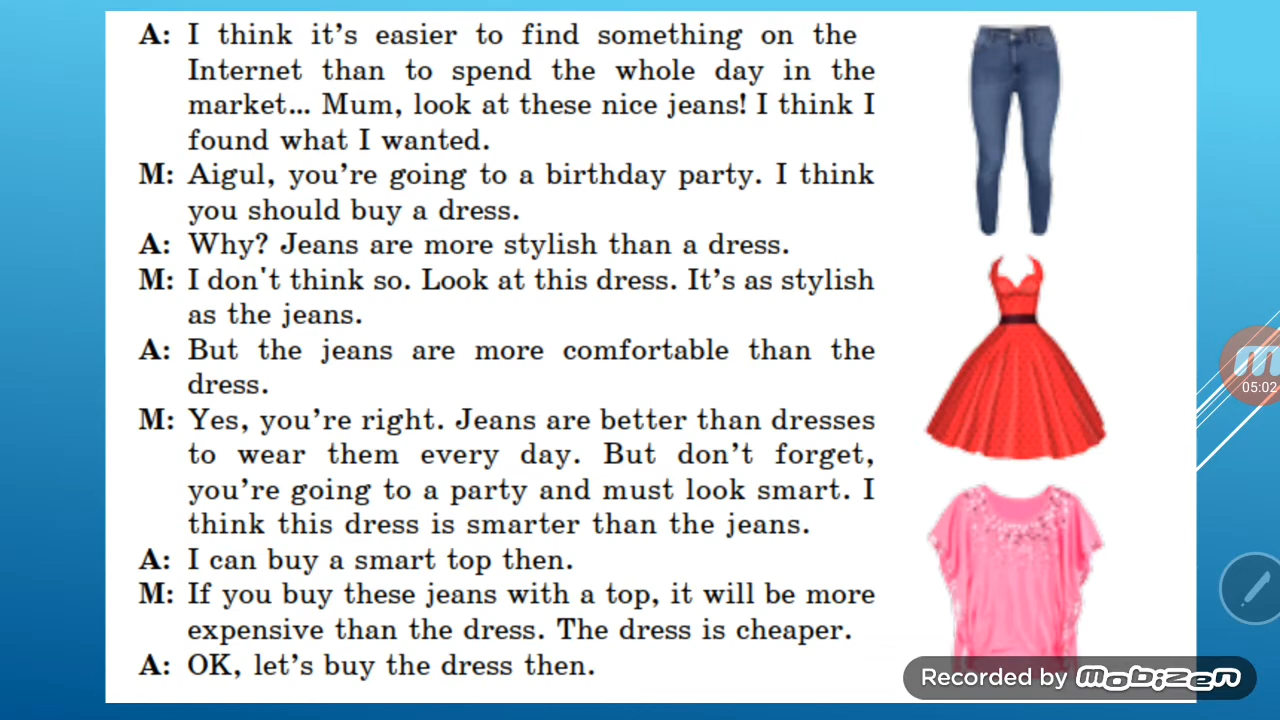 A: I think it's easier to find something on the
Internet than to spend the whole day in the
market... Mum, look at these nice jeans! I think I
found what I wanted.
M: Aigul, you're going to a birthday party. I think
you should buy a dress.
A: Why? Jeans are more stylish than a dress.
M: I don't think so. Look at this dress. It's as stylish
as the jeans.
A: But the jeans are more comfortable than the
dress.
M: Yes, you're right. Jeans are better than dresses
to wear them every day. But don't forget,
you're going to a party and must look smart. I
think this dress is smarter than the jeans.
A: I can buy a smart top then.
M: If you buy these jeans with a top, it will be more
expensive than the dress. The dress is cheaper.
A: OK, let's buy the dress then.
05:02
Recorded by mobizen